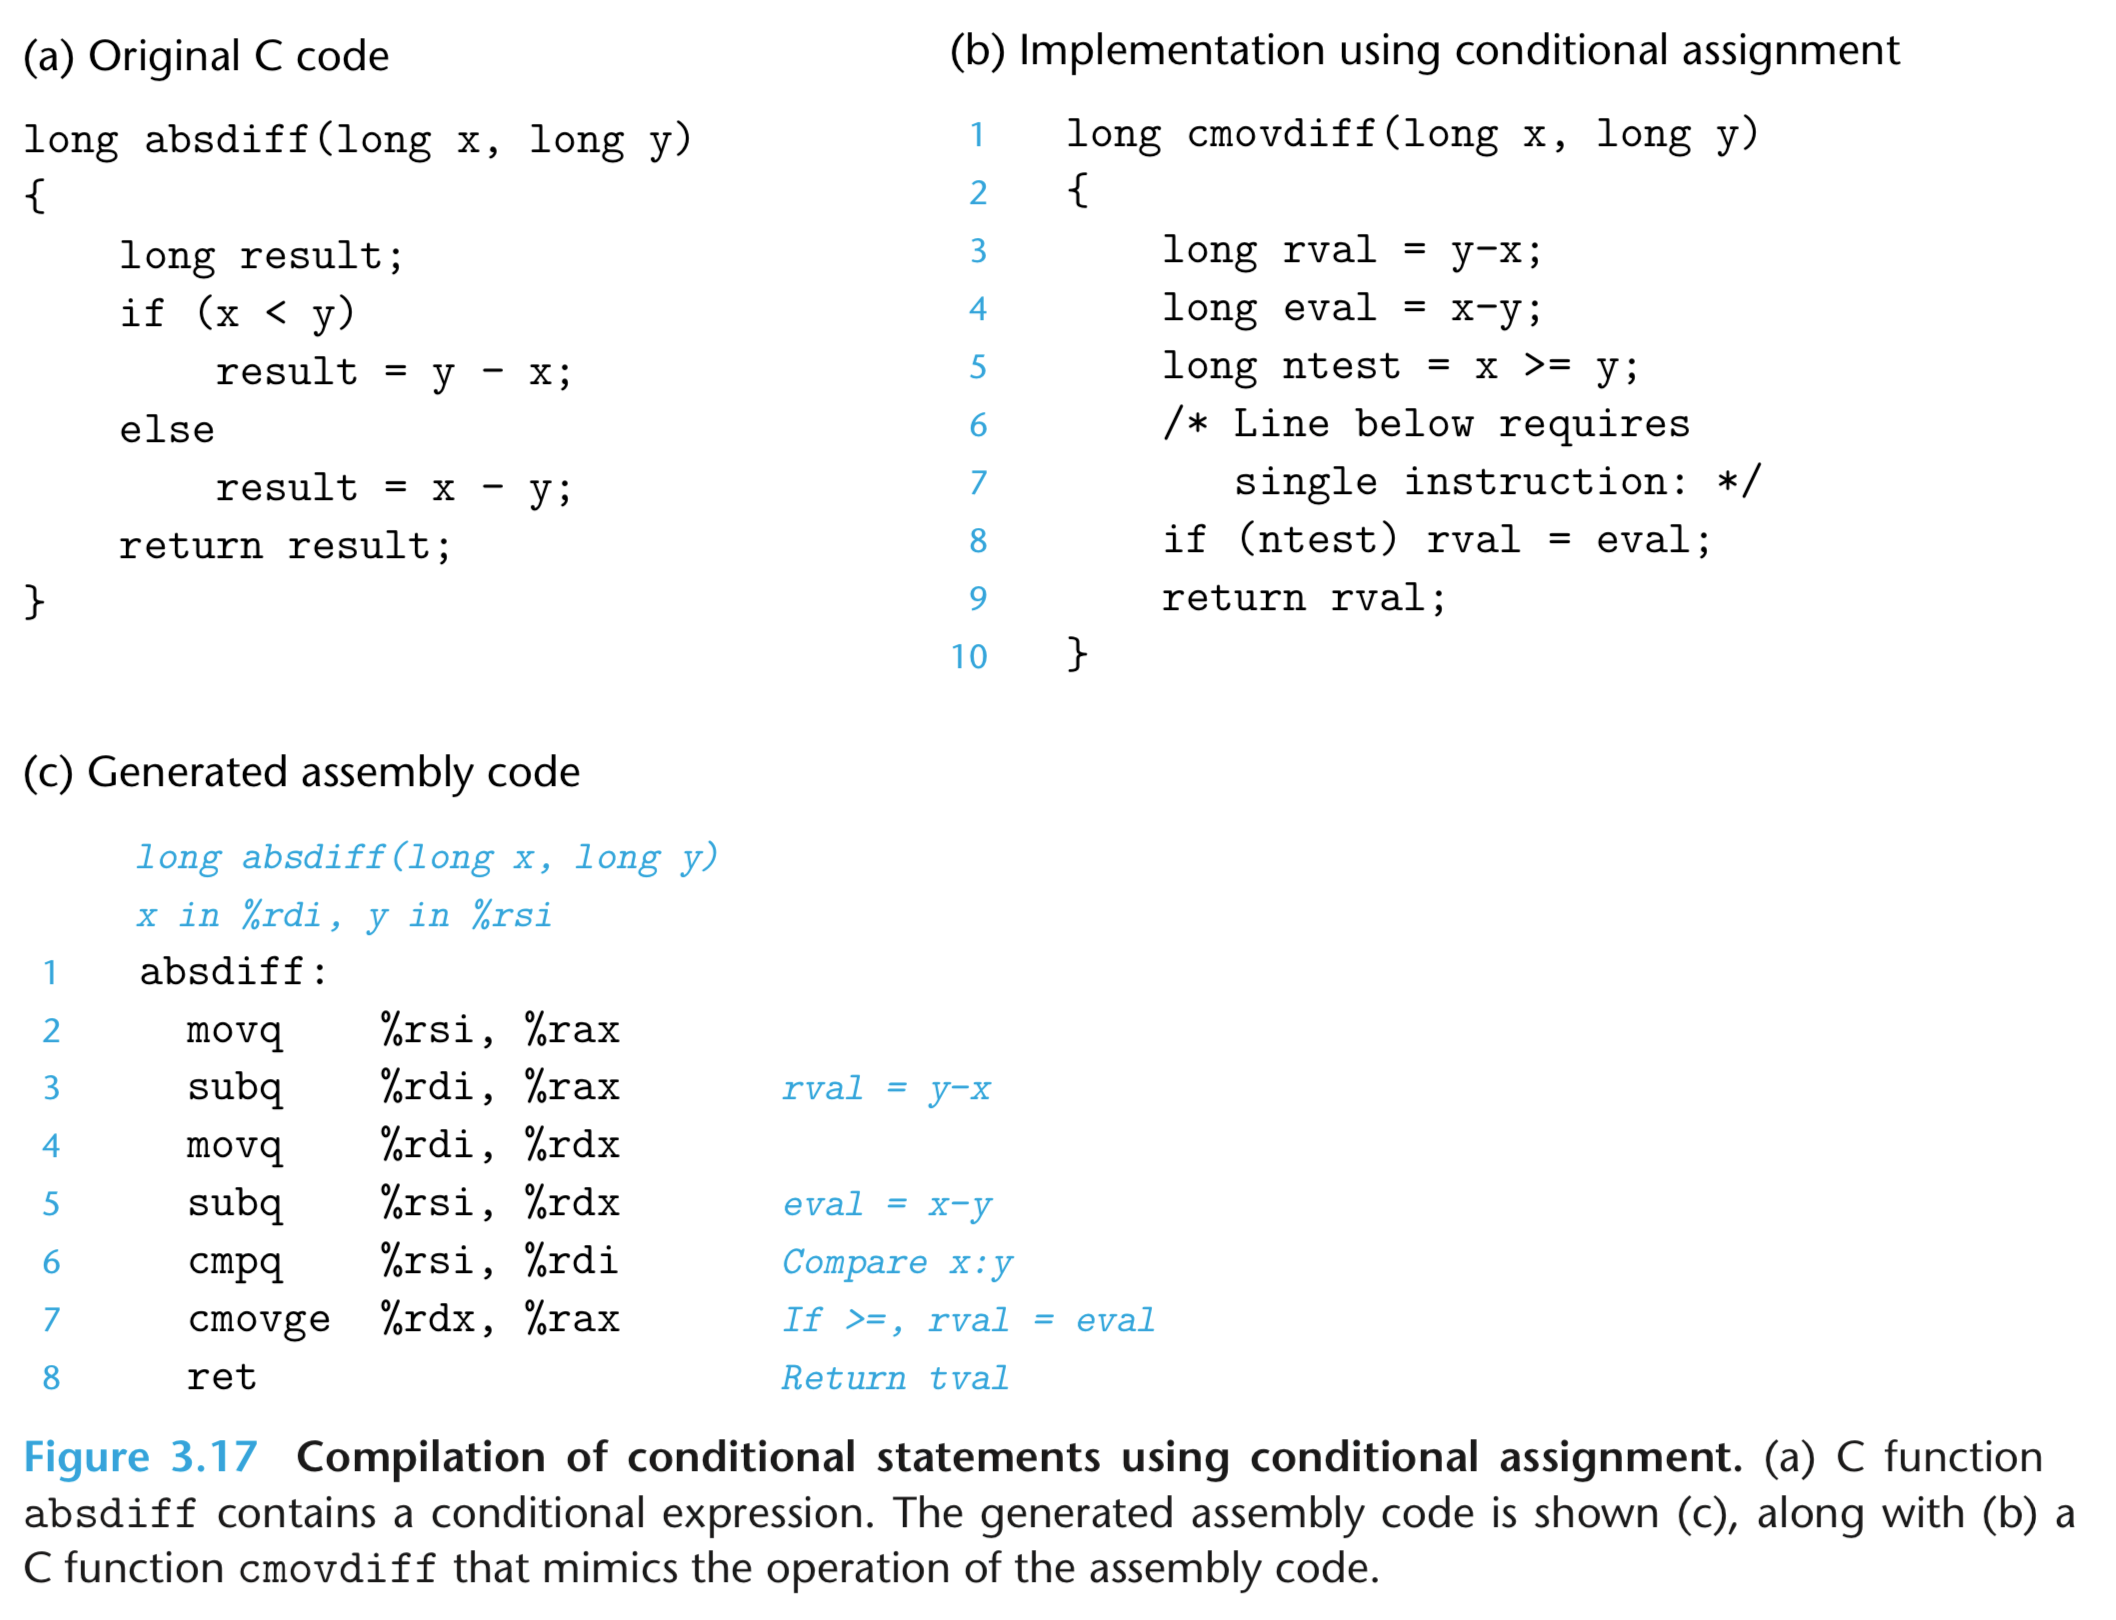 (a) Original C code
long absdiff(long x, long y)
{
    long result;
    if (x < y)
        result = y - x;
    else
        result = x - y;
    return result;
}
(b) Implementation using conditional assignment
1 long cmovdiff(long x, long y)
2 {
3     long rval = y-x;
4     long eval = x-y;
5     long ntest = x >= y;
6     /* Line below requires
7        single instruction: */
8     if (ntest) rval = eval;
9     return rval;
10 }
(c) Generated assembly code
long absdiff(long x, long y)
x in %rdi, y in %rsi
1 absdiff:
2   movq    %rsi, %rax
3   subq    %rdi, %rax    rval = y-x
4   movq    %rdi, %rdx
5   subq    %rsi, %rdx    eval = x-y
6   cmpq    %rsi, %rdi    Compare x:y
7   cmovge  %rdx, %rax    If >=, rval = eval
8   ret    Return tval
Figure 3.17 Compilation of conditional statements using conditional assignment. (a) C function
absdiff contains a conditional expression. The generated assembly code is shown (c), along with (b) a
C function cmovdiff that mimics the operation of the assembly code.